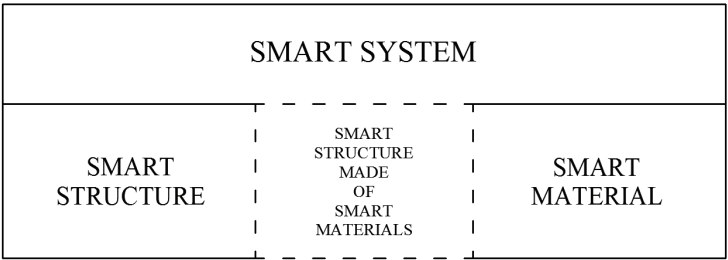 SMART SYSTEM
SMART
STRUCTURE
SMART
STRUCTURE
MADE
OF
SMART
MATERIALS
SMART
MATERIAL